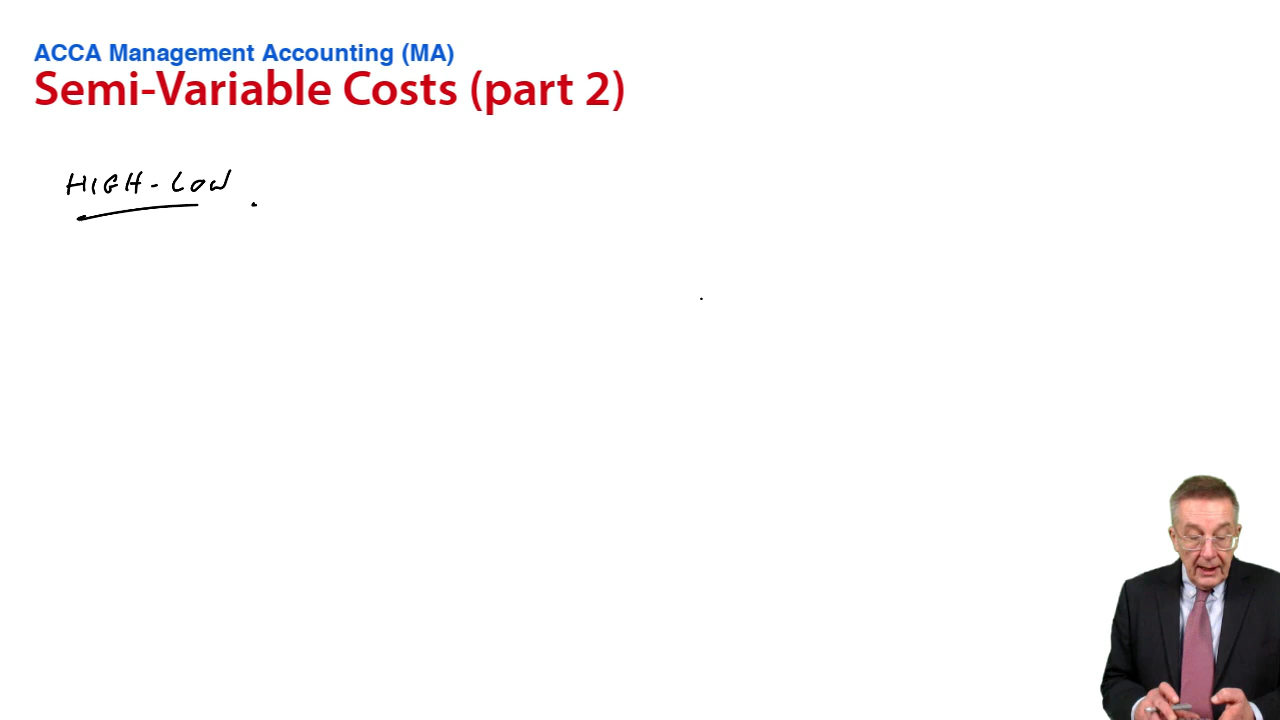 ACCA Management Accounting (MA)
Semi-Variable Costs (part 2)
HIGH-LOW